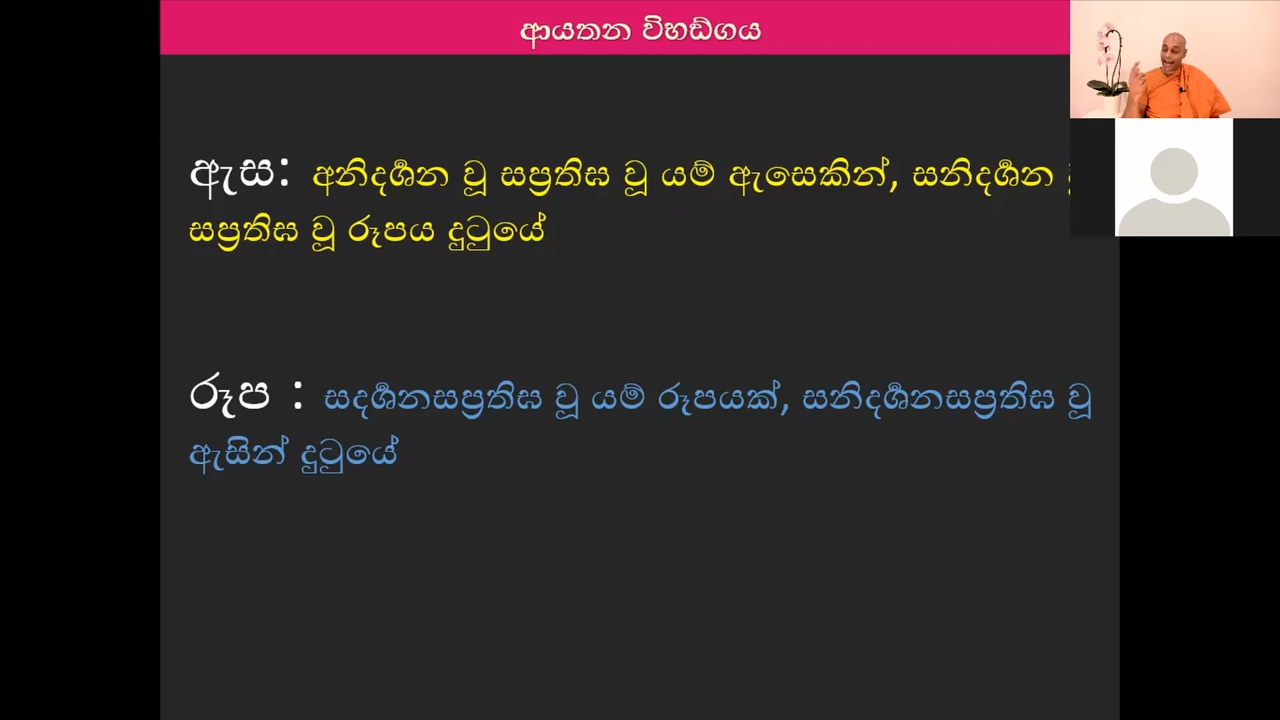 ආයතන විභඞ්ගය
ඇස: අනිදර්‍ශන වූ සප්‍රතිඝ වූ යම් ඇසෙකින්, සනිදර්‍ශන
සප්‍රතිඝ වූ රූපය දුටුයේ
රූප : සදර්‍ශනසප්‍රතිඝ වූ යම් රූපයක්, සනිදර්‍ශනසප්‍රතිඝ වූ
ඇසින් දුටුයේ